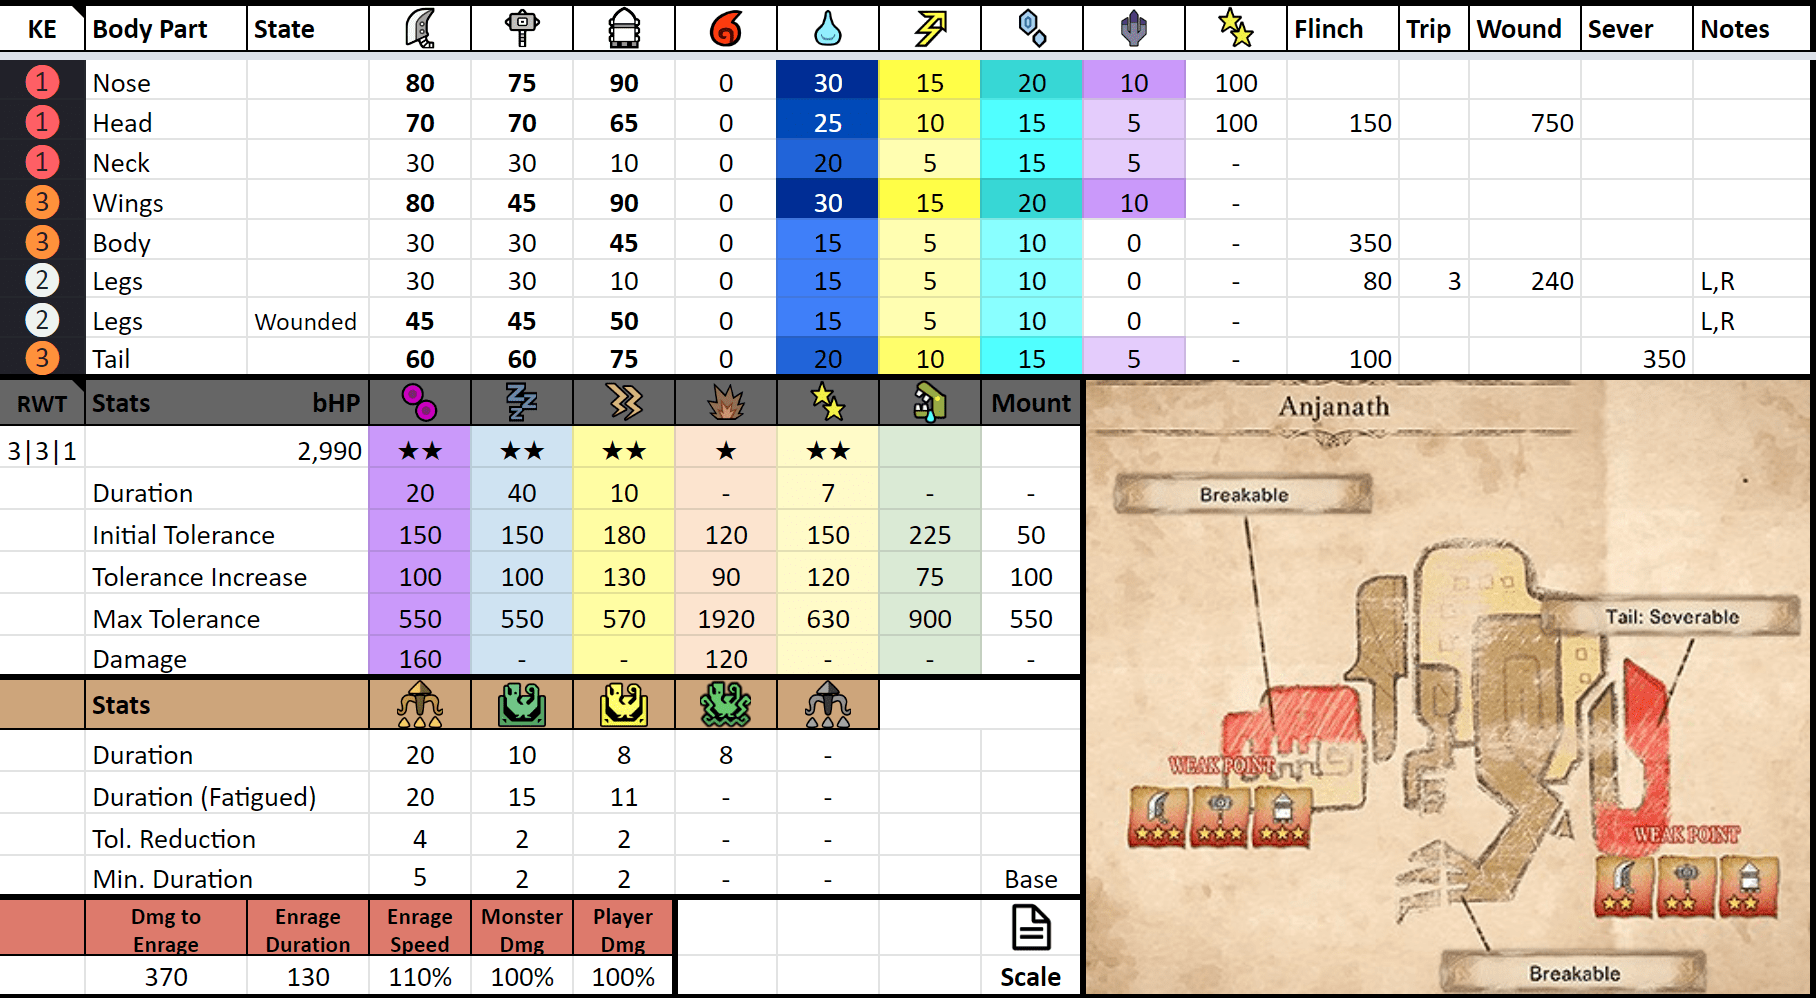 KE Body Part State Flinch Trip Wound Sever Notes
1 Nose 80 75 90 0 30 15 20 10 100
1 Head 70 70 65 0 25 10 15 5 100 150 750
1 Neck 30 30 10 0 20 5 15 5 -
3 Wings 80 45 90 0 30 15 20 10 -
3 Body 30 30 45 0 15 5 10 0 - 350
2 Legs 30 30 10 0 15 5 10 0 - 80 3 240 L,R
2 Legs Wounded 45 45 50 0 15 5 10 0 - L,R
3 Tail 60 60 75 0 20 10 15 5 - 100 350
RWT Stats bHP Mount
3|3|1 2,990 ★★ ★★ ★★ ★ ★★
Duration 20 40 10 - 7 - -
Initial Tolerance 150 150 180 120 150 225 50
Tolerance Increase 100 100 130 90 120 75 100
Max Tolerance 550 550 570 1920 630 900 550
Damage 160 - - 120 - - -
Stats
Duration 20 10 8 8 -
Duration (Fatigued) 20 15 11 - -
Tol. Reduction 4 2 2 - -
Min. Duration 5 2 2 - - Base
Dmg to Enrage Enrage Monster Player
Enrage Duration Speed Dmg Dmg
370 130 110% 100% 100% Scale
Anjanath
Breakable
Tail: Severable
WEAK POINT
WEAK POINT
Breakable